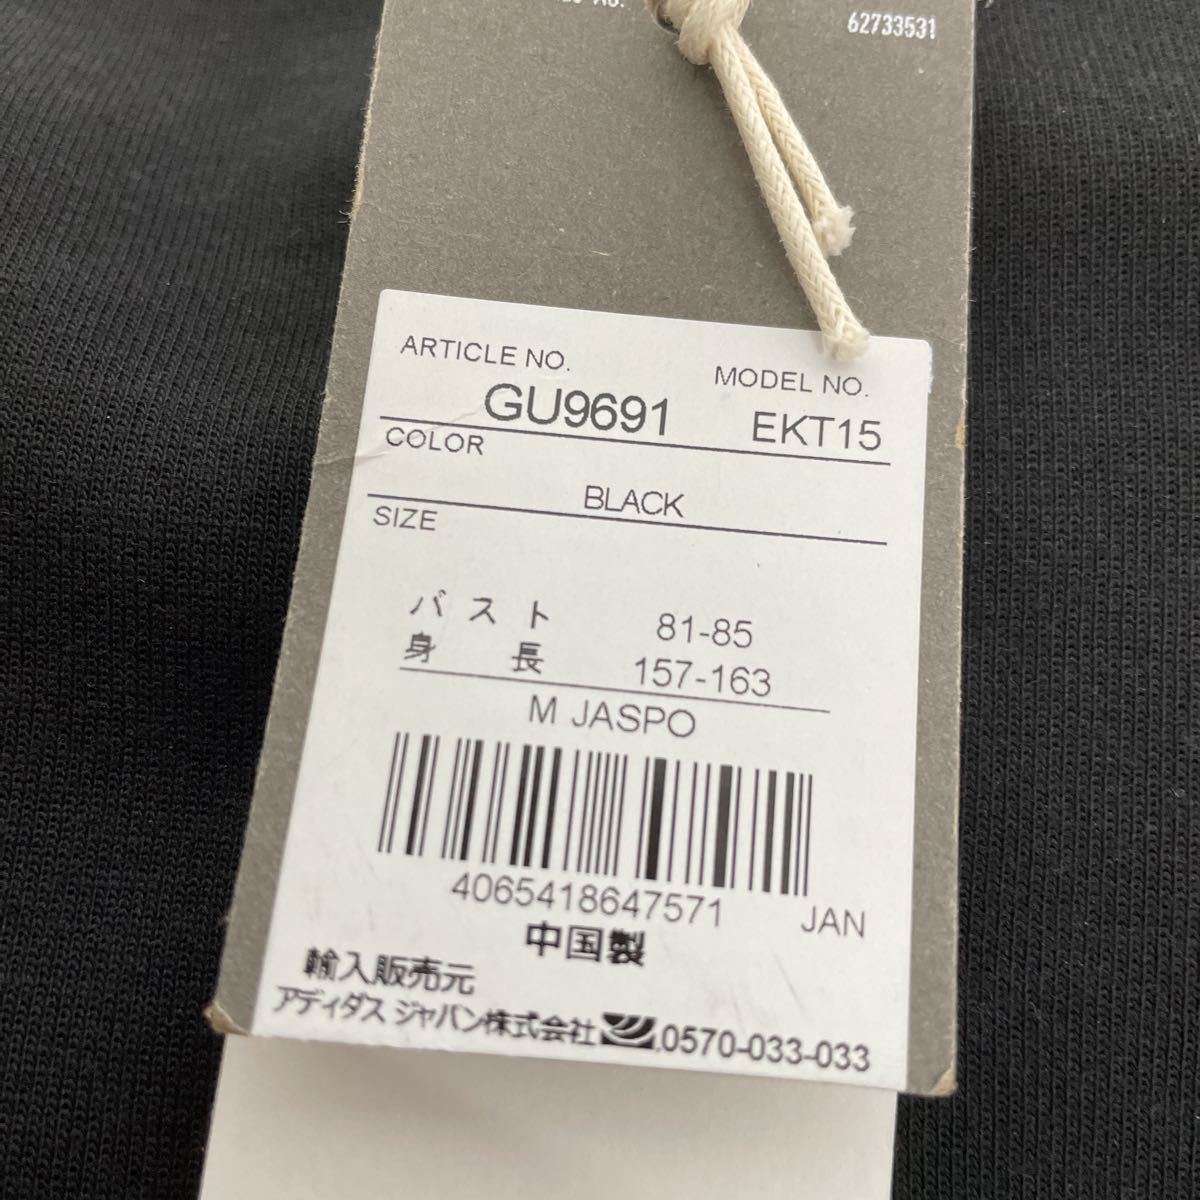 62733531
ARTICLE NO. MODEL NO.
GU9691 EKT15
COLOR
BLACK
SIZE
バスト 81-85
身長 157-163
M JASPO
4065418647571 JAN
中国製
輸入販売元
アディダス ジャパン株式会社 0570-033-033